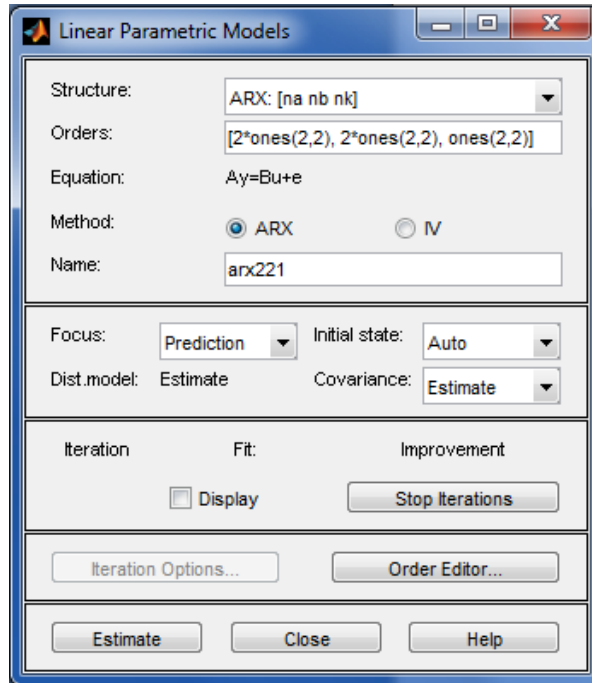 Linear Parametric Models
Structure: ARX: [na nb nk]
Orders: [2*ones(2,2), 2*ones(2,2), ones(2,2)]
Equation: Ay=Bu+e
Method: ARX IV
Name: arx221
Focus: Prediction Initial state: Auto
Dist.model: Estimate Covariance: Estimate
Iteration Fit: Improvement
Display Stop Iterations
Iteration Options... Order Editor...
Estimate Close Help